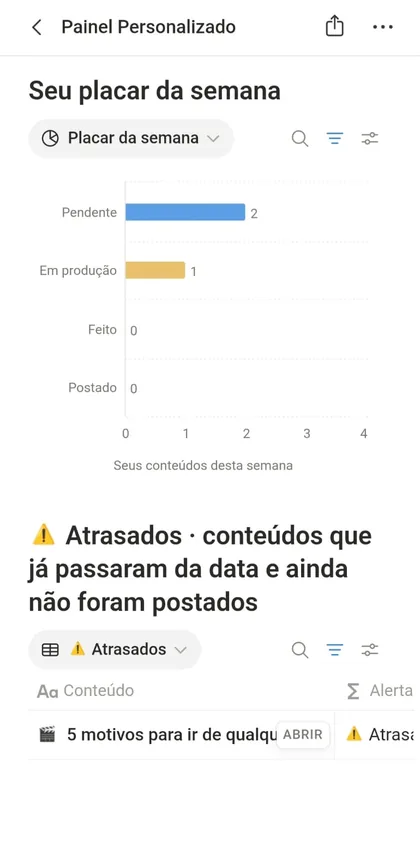 Painel Personalizado
Seu placar da semana
Placar da semana
Pendente 2
Em produção 1
Feito 0
Postado 0
0 1 2 3 4
Seus conteúdos desta semana
⚠️ Atrasados · conteúdos que
já passaram da data e ainda
não foram postados
⚠️ Atrasados
Aa Conteúdo Σ Alerta
🎬 5 motivos para ir de qualqu ABRIR ⚠️ Atrasa